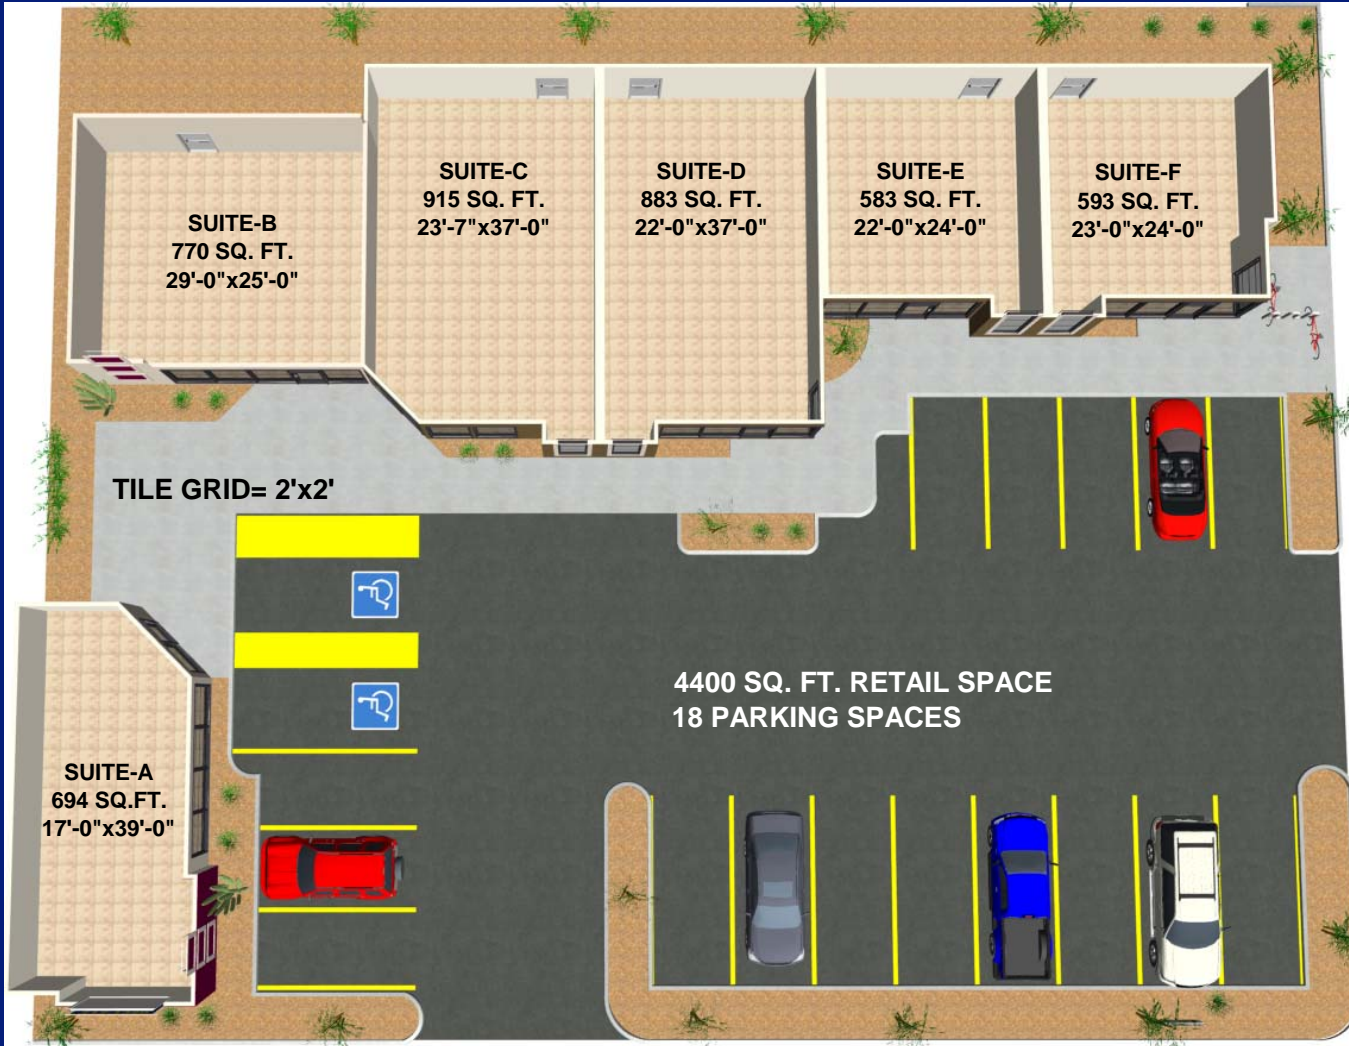 SUITE-B
770 SQ. FT.
29'-0"x25'-0"
SUITE-C
915 SQ. FT.
23'-7"x37'-0"
SUITE-D
883 SQ. FT.
22'-0"x37'-0"
SUITE-E
583 SQ. FT.
22'-0"x24'-0"
SUITE-F
593 SQ. FT.
23'-0"x24'-0"
TILE GRID= 2'x2'
4400 SQ. FT. RETAIL SPACE
18 PARKING SPACES
SUITE-A
694 SQ.FT.
17'-0"x39'-0"